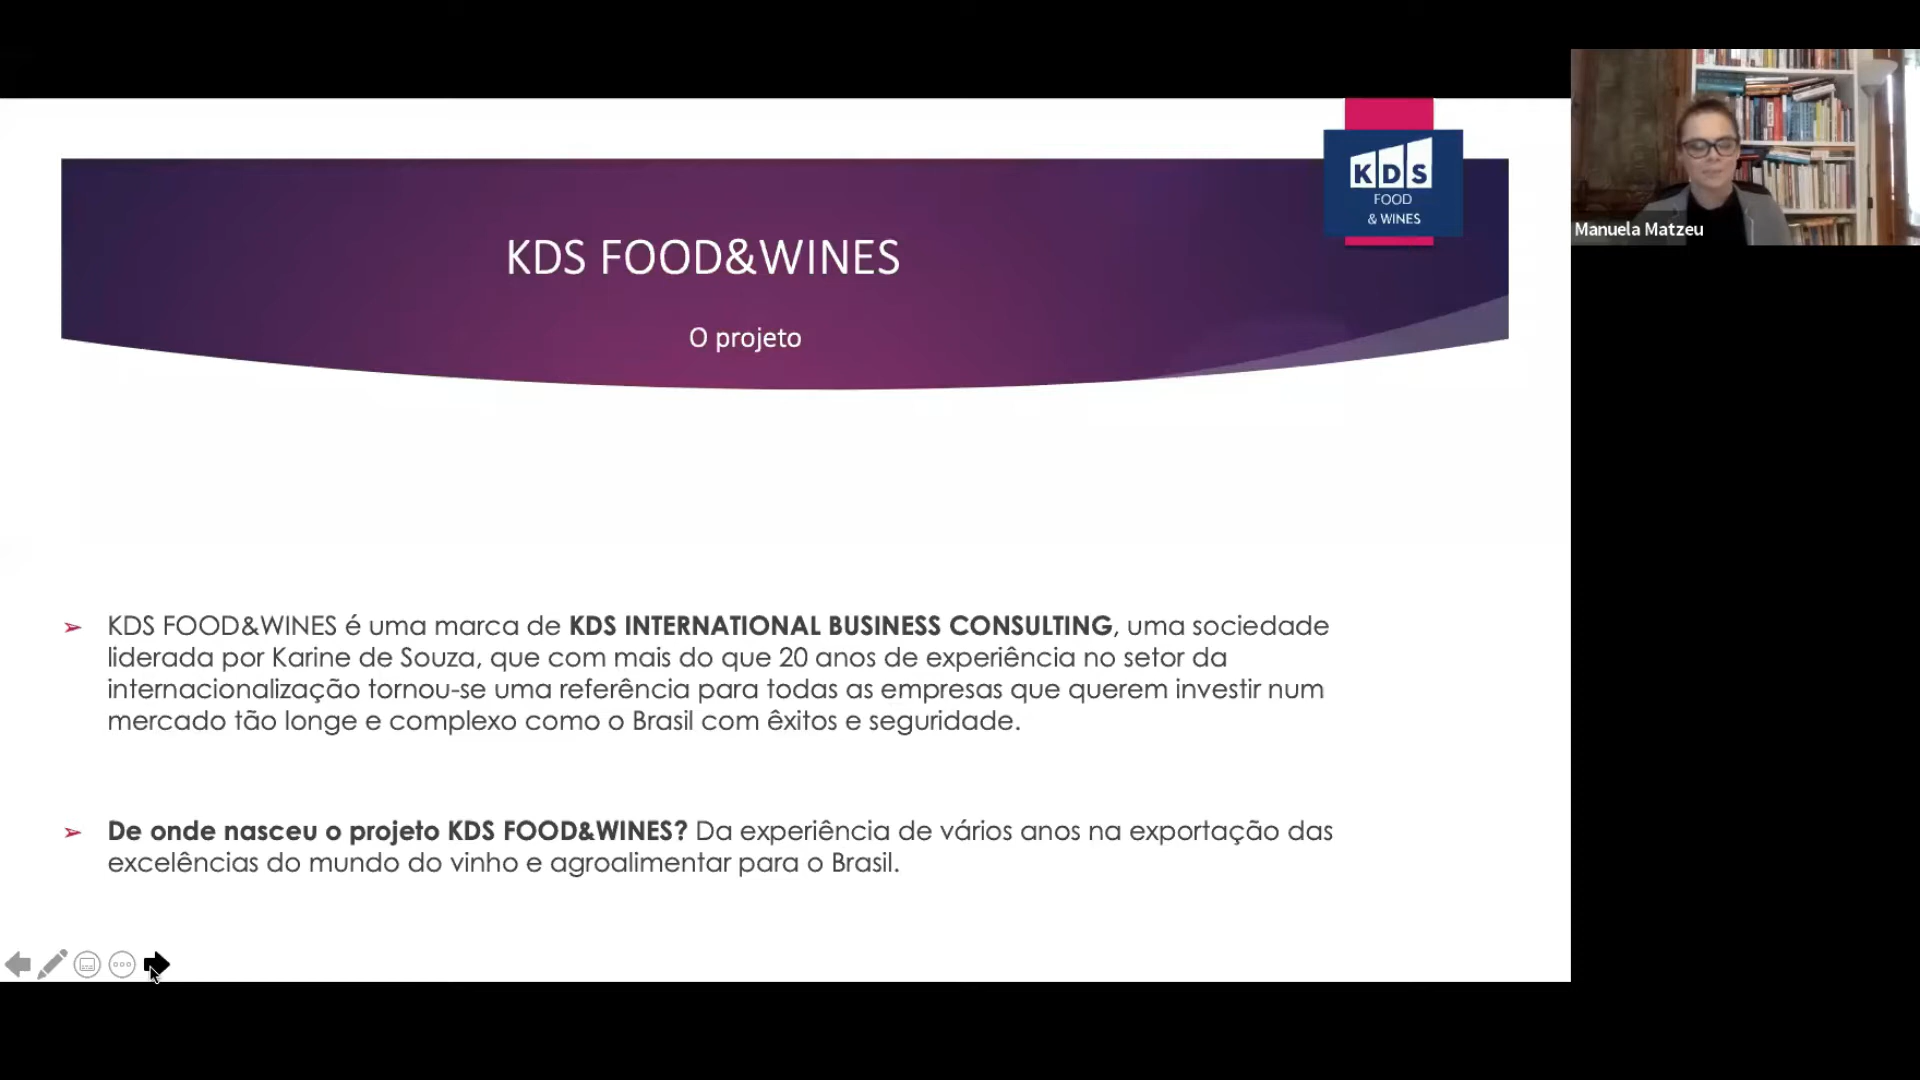 KDS
FOOD
& WINES
KDS FOOD&WINES
O projeto
Manuela Matzeu
➢ KDS FOOD&WINES é uma marca de KDS INTERNATIONAL BUSINESS CONSULTING, uma sociedade
liderada por Karine de Souza, que com mais do que 20 anos de experiência no setor da
internacionalização tornou-se uma referência para todas as empresas que querem investir num
mercado tão longe e complexo como o Brasil com êxitos e seguridade.
➢ De onde nasceu o projeto KDS FOOD&WINES? Da experiência de vários anos na exportação das
excelências do mundo do vinho e agroalimentar para o Brasil.